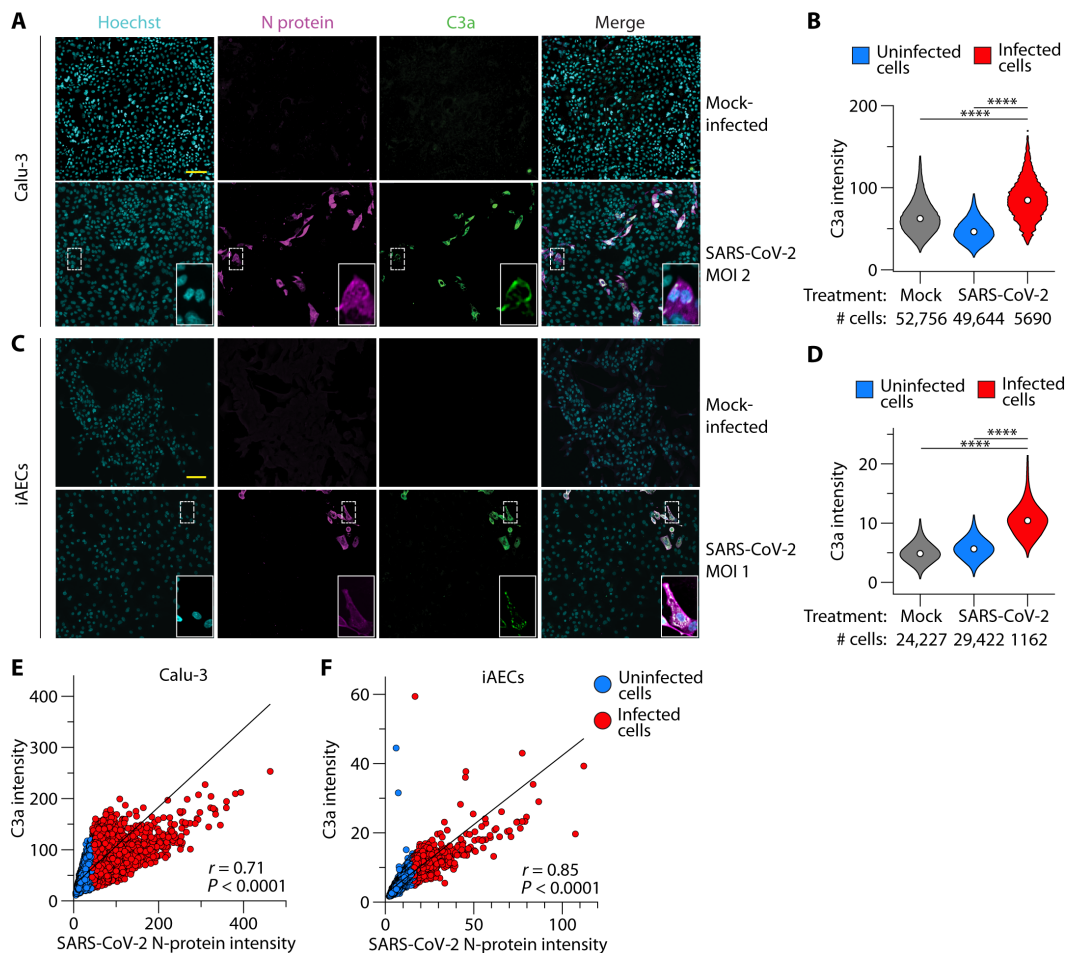 A
Hoechst
N protein
C3a
Merge
Calu-3
Mock-
infected
SARS-CoV-2
MOI 2
B
Uninfected
cells
Infected
cells
200
100
0
C3a intensity
****
****
Treatment: Mock SARS-CoV-2
# cells: 52,756 49,644 5690
C
iAECs
Mock-
infected
SARS-CoV-2
MOI 1
D
Uninfected
cells
Infected
cells
20
10
0
C3a intensity
****
****
Treatment: Mock SARS-CoV-2
# cells: 24,227 29,422 1162
E
Calu-3
400
300
200
100
0
C3a intensity
r = 0.71
P < 0.0001
0 200 400
SARS-CoV-2 N-protein intensity
F
iAECs
Uninfected
cells
Infected
cells
60
40
20
0
C3a intensity
r = 0.85
P < 0.0001
0 50 100
SARS-CoV-2 N-protein intensity